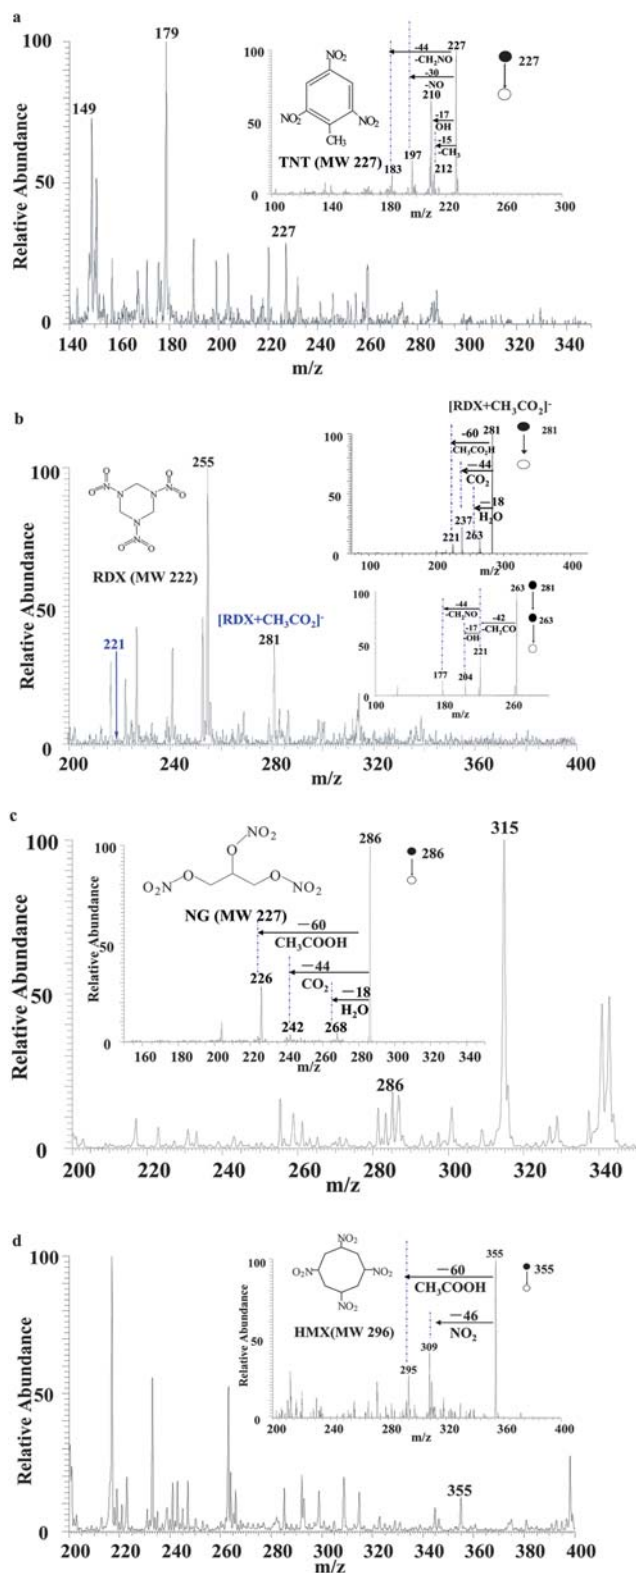 a
179
149
227
Relative Abundance
100
50
0
140 160 180 200 220 240 260 280 300 320 340
m/z
NO₂
O₂N
NO₂
CH₃
TNT (MW 227)
-44
-CH₂NO
227
-30
-NO
210
-17
OH
-15
-CH₃
183
197
212
100
50
0
100 140 180 220 260 300
m/z
227
b
255
[RDX+CH₃CO₂]⁻
281
221
RDX (MW 222)
Relative Abundance
100
50
0
200 240 280 320 360 400
m/z
[RDX+CH₃CO₂]⁻
-60
281
CH₃CO₂H
－44
CO₂
－18
H₂O
237
221
263
281
100
50
0
100 200 300 400
m/z
263
281
-44
-CH₂NO
-42
-CH₂CO
263
-17
-OH
221
177
204
100 140 180 220 260
m/z
c
315
286
Relative Abundance
100
50
0
200 220 240 260 280 300 320 340
m/z
NO₂
O
O₂N
O
O
NO₂
NG (MW 227)
286
286
－60
CH₃COOH
－44
CO₂
－18
H₂O
226
242
268
Relative Abundance
100
50
0
160 180 200 220 240 260 280 300 320 340
m/z
d
355
Relative Abundance
100
50
0
200 220 240 260 280 300 320 340 360 380 400
m/z
NO₂
O₂N
NO₂
NO₂
HMX(MW 296)
355
355
－60
CH₃COOH
－46
NO₂
309
295
Relative Abundance
100
50
0
200 240 280 320 360 400
m/z